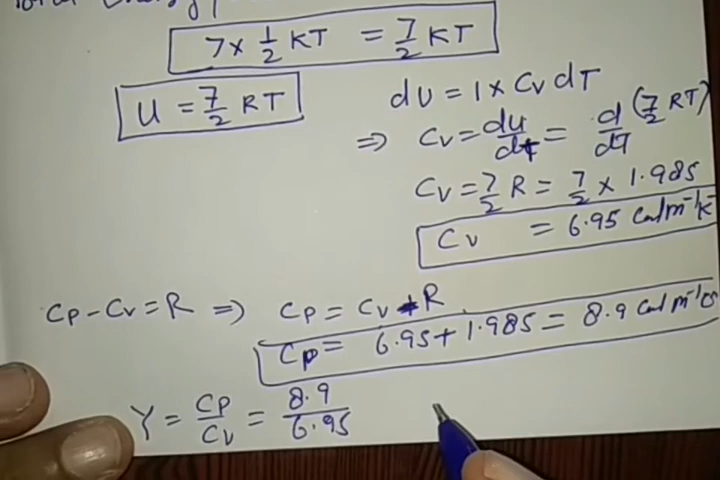 Total Energy
7 × 1/2 KT = 7/2 KT
U = 7/2 RT
dU = 1 × Cv dT
⇒ Cv = du/dT = d/dT (7/2 RT)
Cv = 7/2 R = 7/2 × 1.985
Cv = 6.95 Cal m⁻¹ K⁻
Cp - Cv = R ⇒ Cp = Cv + R
Cp = 6.95 + 1.985 = 8.9 Cal m⁻¹
γ = Cp/Cv = 8.9/6.95